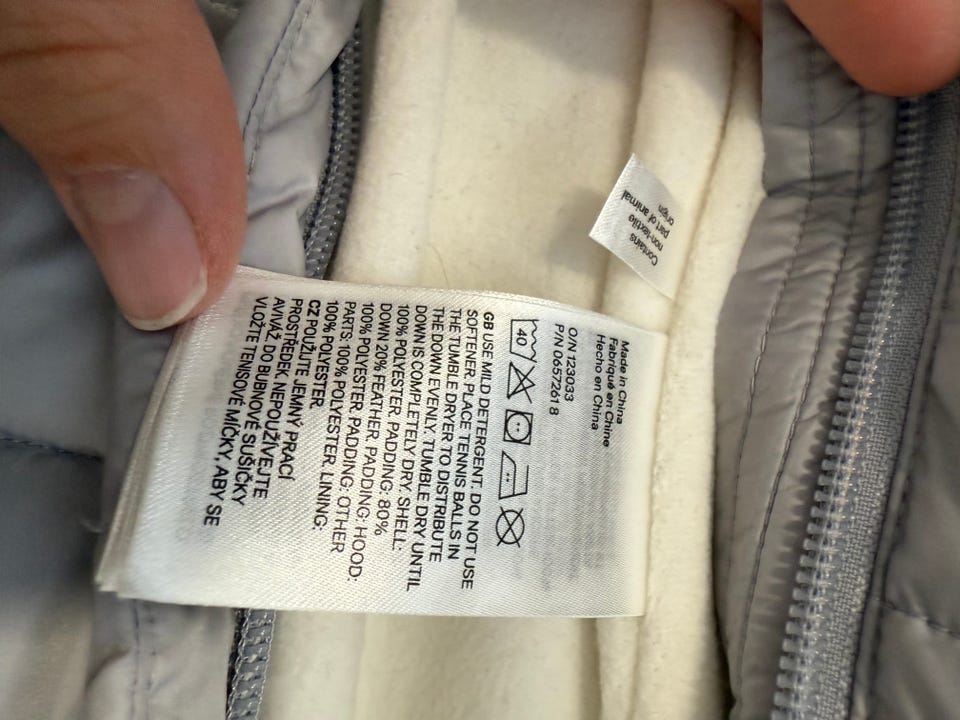 Made in China
Fabriqué en Chine
Hecho en China
O/N 123033
P/N 0657261 8
40
GB USE MILD DETERGENT. DO NOT USE
SOFTENER. PLACE TENNIS BALLS IN
THE TUMBLE DRYER TO DISTRIBUTE
THE DOWN EVENLY. TUMBLE DRY UNTIL
DOWN IS COMPLETELY DRY. SHELL:
100% POLYESTER. PADDING: 80%
DOWN 20% FEATHER. PADDING: HOOD:
100% POLYESTER. PADDING: OTHER
PARTS: 100% POLYESTER. LINING:
100% POLYESTER.
CZ POUŽIJTE JEMNÝ PRACÍ
PROSTŘEDEK. NEPOUŽÍVEJTE
AVIVÁŽ. DO BUBNOVÉ SUŠIČKY
VLOŽTE TENISOVÉ MÍČKY, ABY SE
Contains
non-textile
part of animal
origin